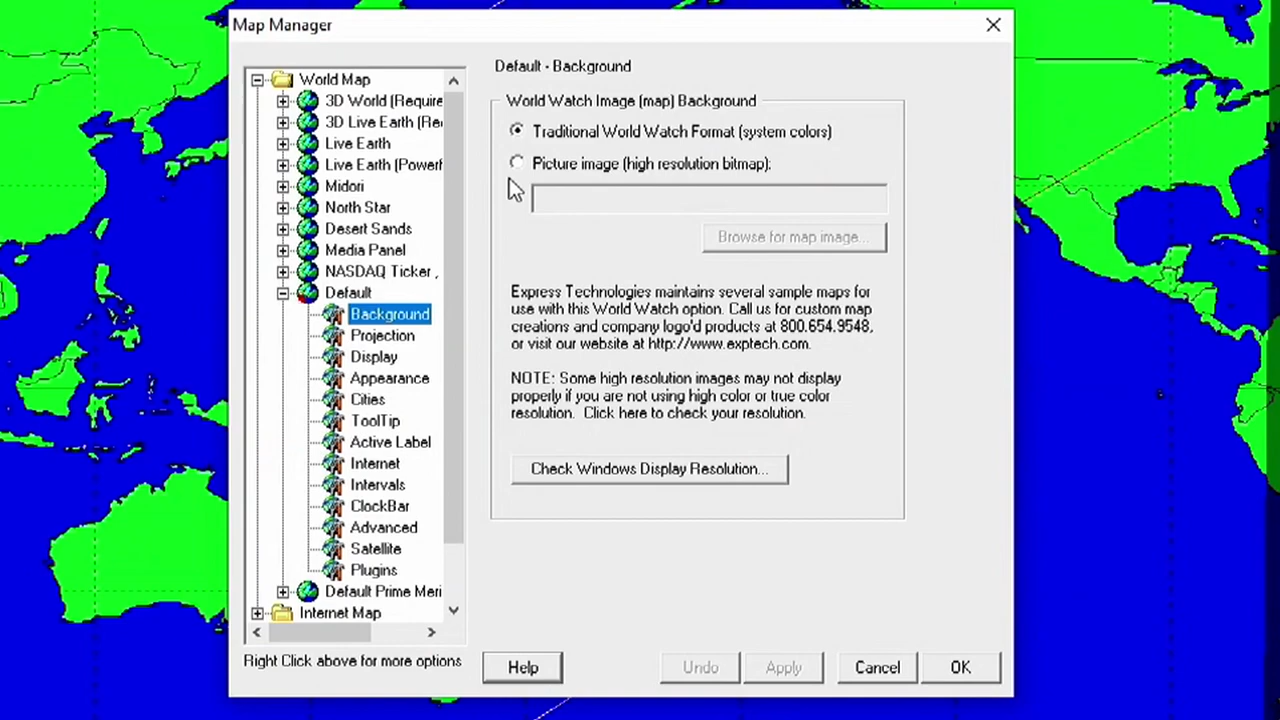 Map Manager
World Map
3D World (Require
3D Live Earth (Re
Live Earth
Live Earth (Powerf
Midori
North Star
Desert Sands
Media Panel
NASDAQ Ticker ,
Default
Background
Projection
Display
Appearance
Cities
ToolTip
Active Label
Internet
Intervals
ClockBar
Advanced
Satellite
Plugins
Default Prime Meri
Internet Map
Right Click above for more options
Default - Background
World Watch Image (map) Background
Traditional World Watch Format (system colors)
Picture image (high resolution bitmap):
Browse for map image...
Express Technologies maintains several sample maps for
use with this World Watch option. Call us for custom map
creations and company logo'd products at 800.654.9548,
or visit our website at http://www.exptech.com.
NOTE: Some high resolution images may not display
properly if you are not using high color or true color
resolution. Click here to check your resolution.
Check Windows Display Resolution...
Help
Undo
Apply
Cancel
OK